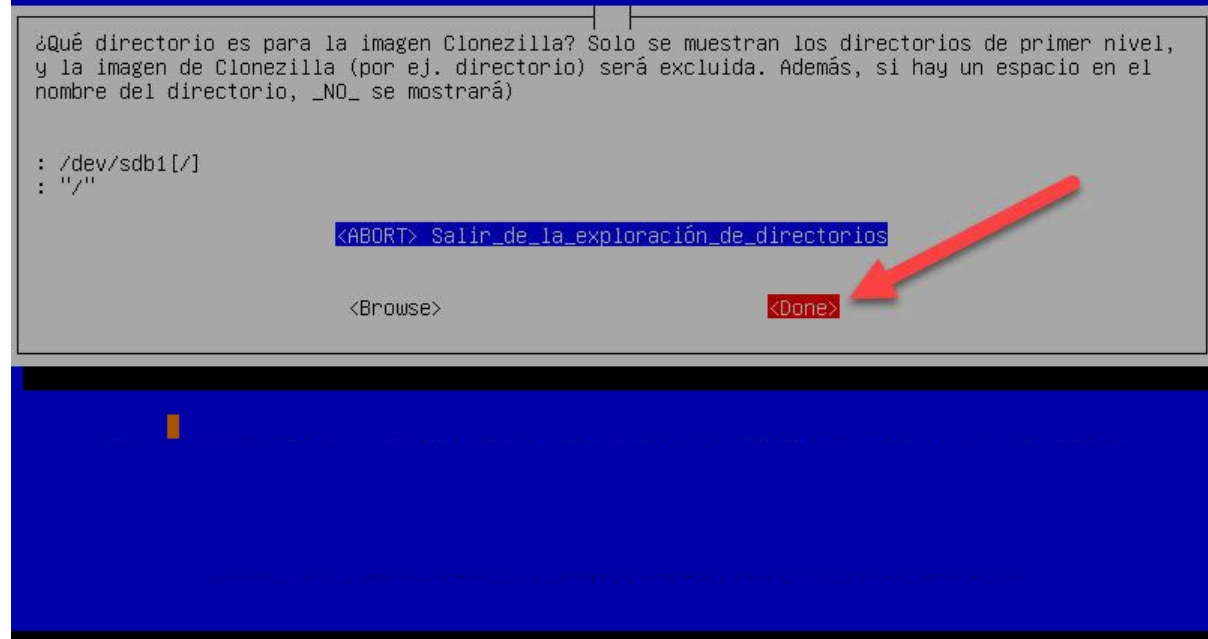 ¿Qué directorio es para la imagen Clonezilla? Solo se muestran los directorios de primer nivel,
y la imagen de Clonezilla (por ej. directorio) será excluida. Además, si hay un espacio en el
nombre del directorio, _NO_ se mostrará)
: /dev/sdb1[/]
: "/"
<ABORT> Salir_de_la_exploración_de_directorios
<Browse> <Done>